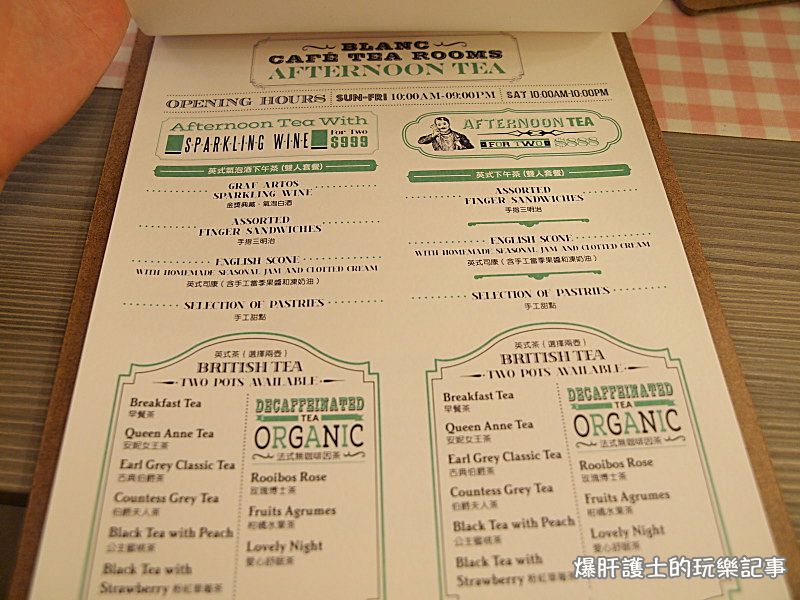 BLANC
CAFÉ TEA ROOMS
AFTERNOON TEA
OPENING HOURS SUN-FRI 10:00AM-09:00PM SAT 10:00AM-10:00PM
Afternoon Tea With
SPARKLING WINE
FOR TWO
$999
英式氣泡酒下午茶(雙人套餐)
GRAF ARTOS
SPARKLING WINE
金獎典藏．氣泡白酒
ASSORTED
FINGER SANDWICHES
手指三明治
ENGLISH SCONE
WITH HOMEMADE SEASONAL JAM AND CLOTTED CREAM
英式司康(含手工當季果醬和凍奶油)
SELECTION OF PASTRIES
手工甜點
英式茶(選擇兩壺)
BRITISH TEA
TWO POTS AVAILABLE
Breakfast Tea
早餐茶
Queen Anne Tea
安妮女王茶
Earl Grey Classic Tea
古典伯爵茶
Countess Grey Tea
伯爵夫人茶
Black Tea with Peach
公主蜜桃茶
Black Tea with
Strawberry 粉紅草莓茶
DECAFFEINATED
TEA
ORGANIC
法式無咖啡因茶
Rooibos Rose
玫瑰博士茶
Fruits Agrumes
柑橘水果茶
Lovely Night
愛心舒眠茶
AFTERNOON TEA
FOR TWO $888
英式下午茶(雙人套餐)
ASSORTED
FINGER SANDWICHES
手指三明治
ENGLISH SCONE
WITH HOMEMADE SEASONAL JAM AND CLOTTED CREAM
英式司康(含手工當季果醬和凍奶油)
SELECTION OF PASTRIES
手工甜點
英式茶(選擇兩壺)
BRITISH TEA
TWO POTS AVAILABLE
Breakfast Tea
早餐茶
Queen Anne Tea
安妮女王茶
Earl Grey Classic Tea
古典伯爵茶
Countess Grey Tea
伯爵夫人茶
Black Tea with Peach
公主蜜桃茶
Black Tea with
Strawberry
DECAFFEINATED
TEA
ORGANIC
法式無咖啡因茶
Rooibos Rose
玫瑰博士茶
Fruits Agrumes
柑橘水果茶
Lovely Night
愛心舒眠茶
爆肝護士的玩樂記事